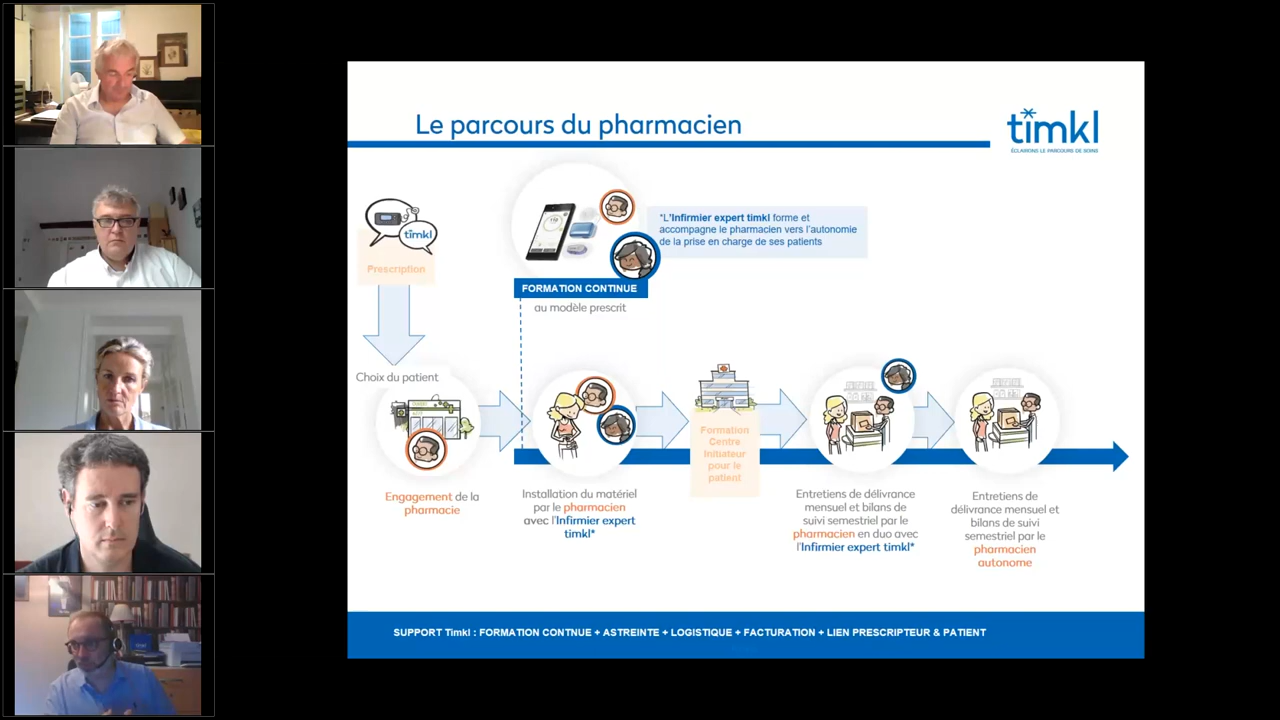 Le parcours du pharmacien
timkl
ÉCLAIRONS LE PARCOURS DE SOINS
timkl
Prescription
*L'Infirmier expert timkl forme et
accompagne le pharmacien vers l'autonomie
de la prise en charge de ses patients
FORMATION CONTINUE
au modèle prescrit
Choix du patient
Engagement de la
pharmacie
Installation du matériel
par le pharmacien
avec l'Infirmier expert
timkl*
Formation
Centre
Initiateur
pour le
patient
Entretiens de délivrance
mensuel et bilans de
suivi semestriel par le
pharmacien en duo avec
l'Infirmier expert timkl*
Entretiens de
délivrance mensuel et
bilans de suivi
semestriel par le
pharmacien
autonome
SUPPORT Timkl : FORMATION CONTNUE + ASTREINTE + LOGISTIQUE + FACTURATION + LIEN PRESCRIPTEUR & PATIENT